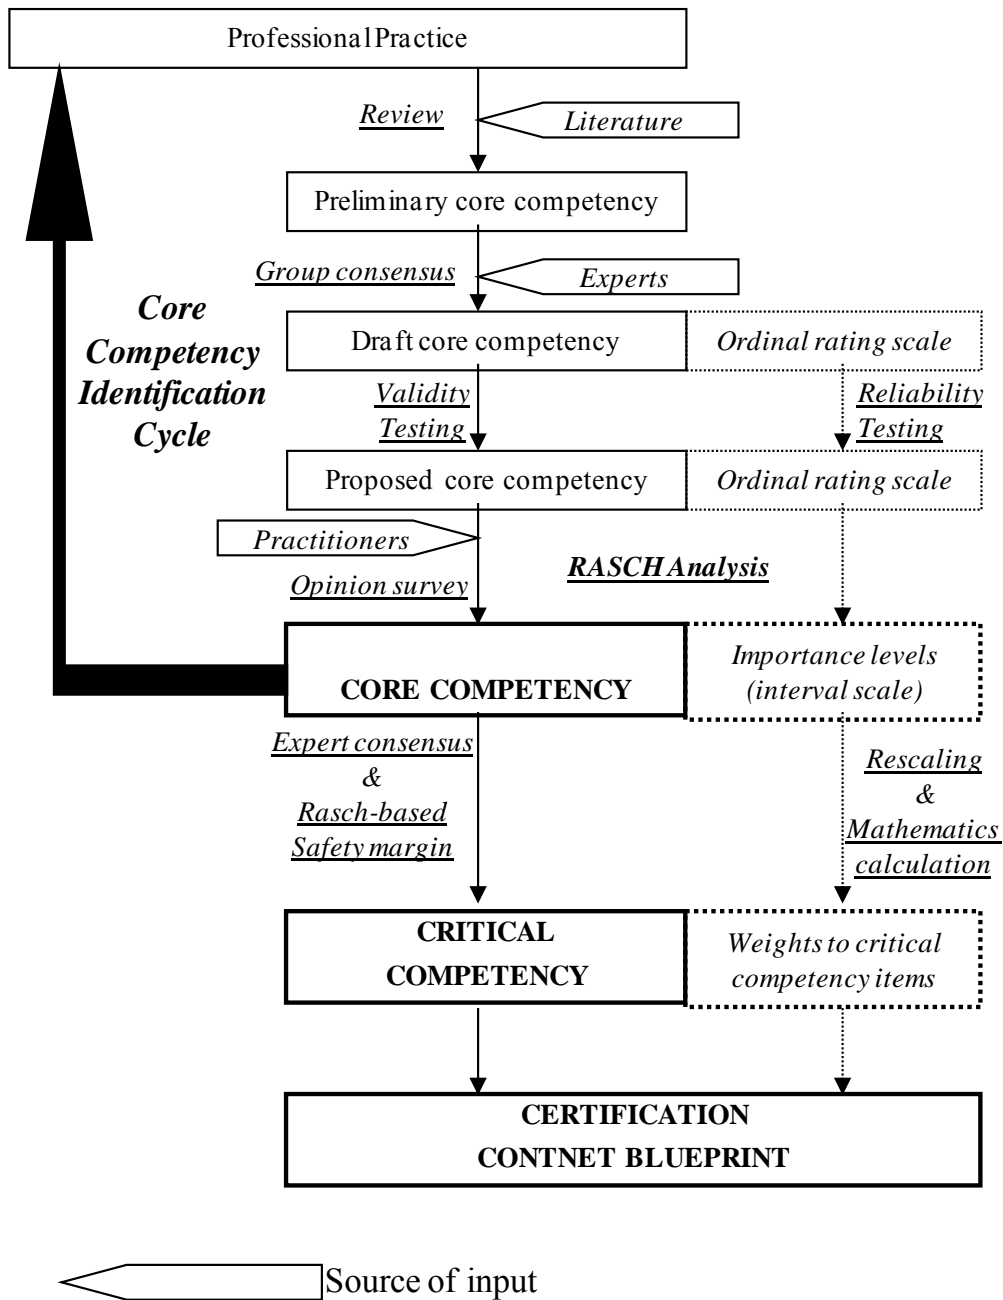 Professional Practice
Review
Literature
Preliminary core competency
Group consensus
Experts
Core
Competency
Identification
Cycle
Draft core competency
Ordinal rating scale
Validity
Testing
Reliability
Testing
Proposed core competency
Ordinal rating scale
Practitioners
Opinion survey
RASCH Analysis
CORE COMPETENCY
Importance levels
(interval scale)
Expert consensus
&
Rasch-based
Safety margin
Rescaling
&
Mathematics
calculation
CRITICAL
COMPETENCY
Weights to critical
competency items
CERTIFICATION
CONTNET BLUEPRINT
Source of input